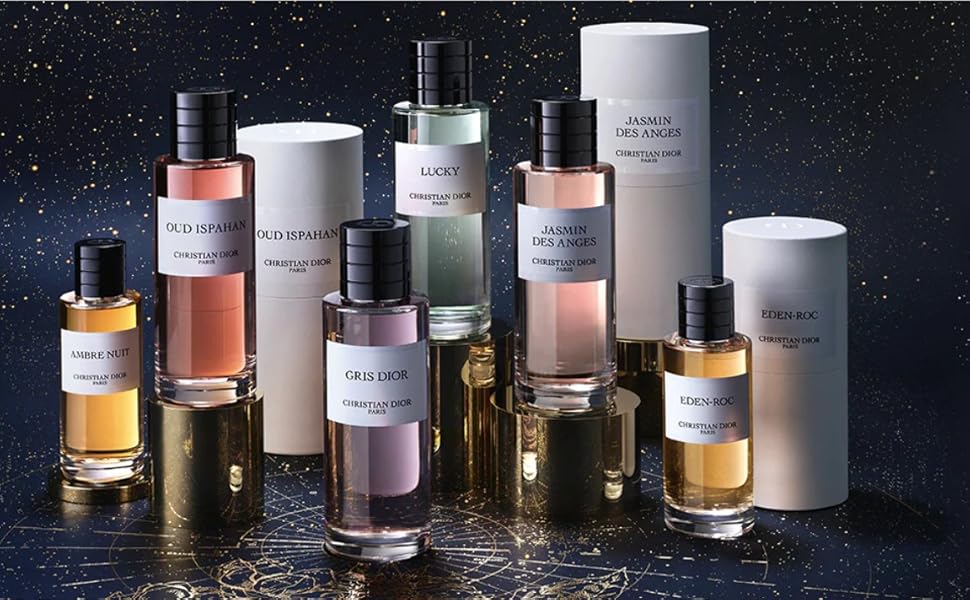 AMBRE NUIT
CHRISTIAN DIOR
PARIS
OUD ISPAHAN
CHRISTIAN DIOR
PARIS
OUD ISPAHAN
CHRISTIAN DIOR
PARIS
GRIS DIOR
CHRISTIAN DIOR
PARIS
LUCKY
CHRISTIAN DIOR
PARIS
JASMIN
DES ANGES
CHRISTIAN DIOR
PARIS
JASMIN
DES ANGES
CHRISTIAN DIOR
PARIS
EDEN-ROC
CHRISTIAN DIOR
PARIS
EDEN-ROC
CHRISTIAN DIOR
PARIS